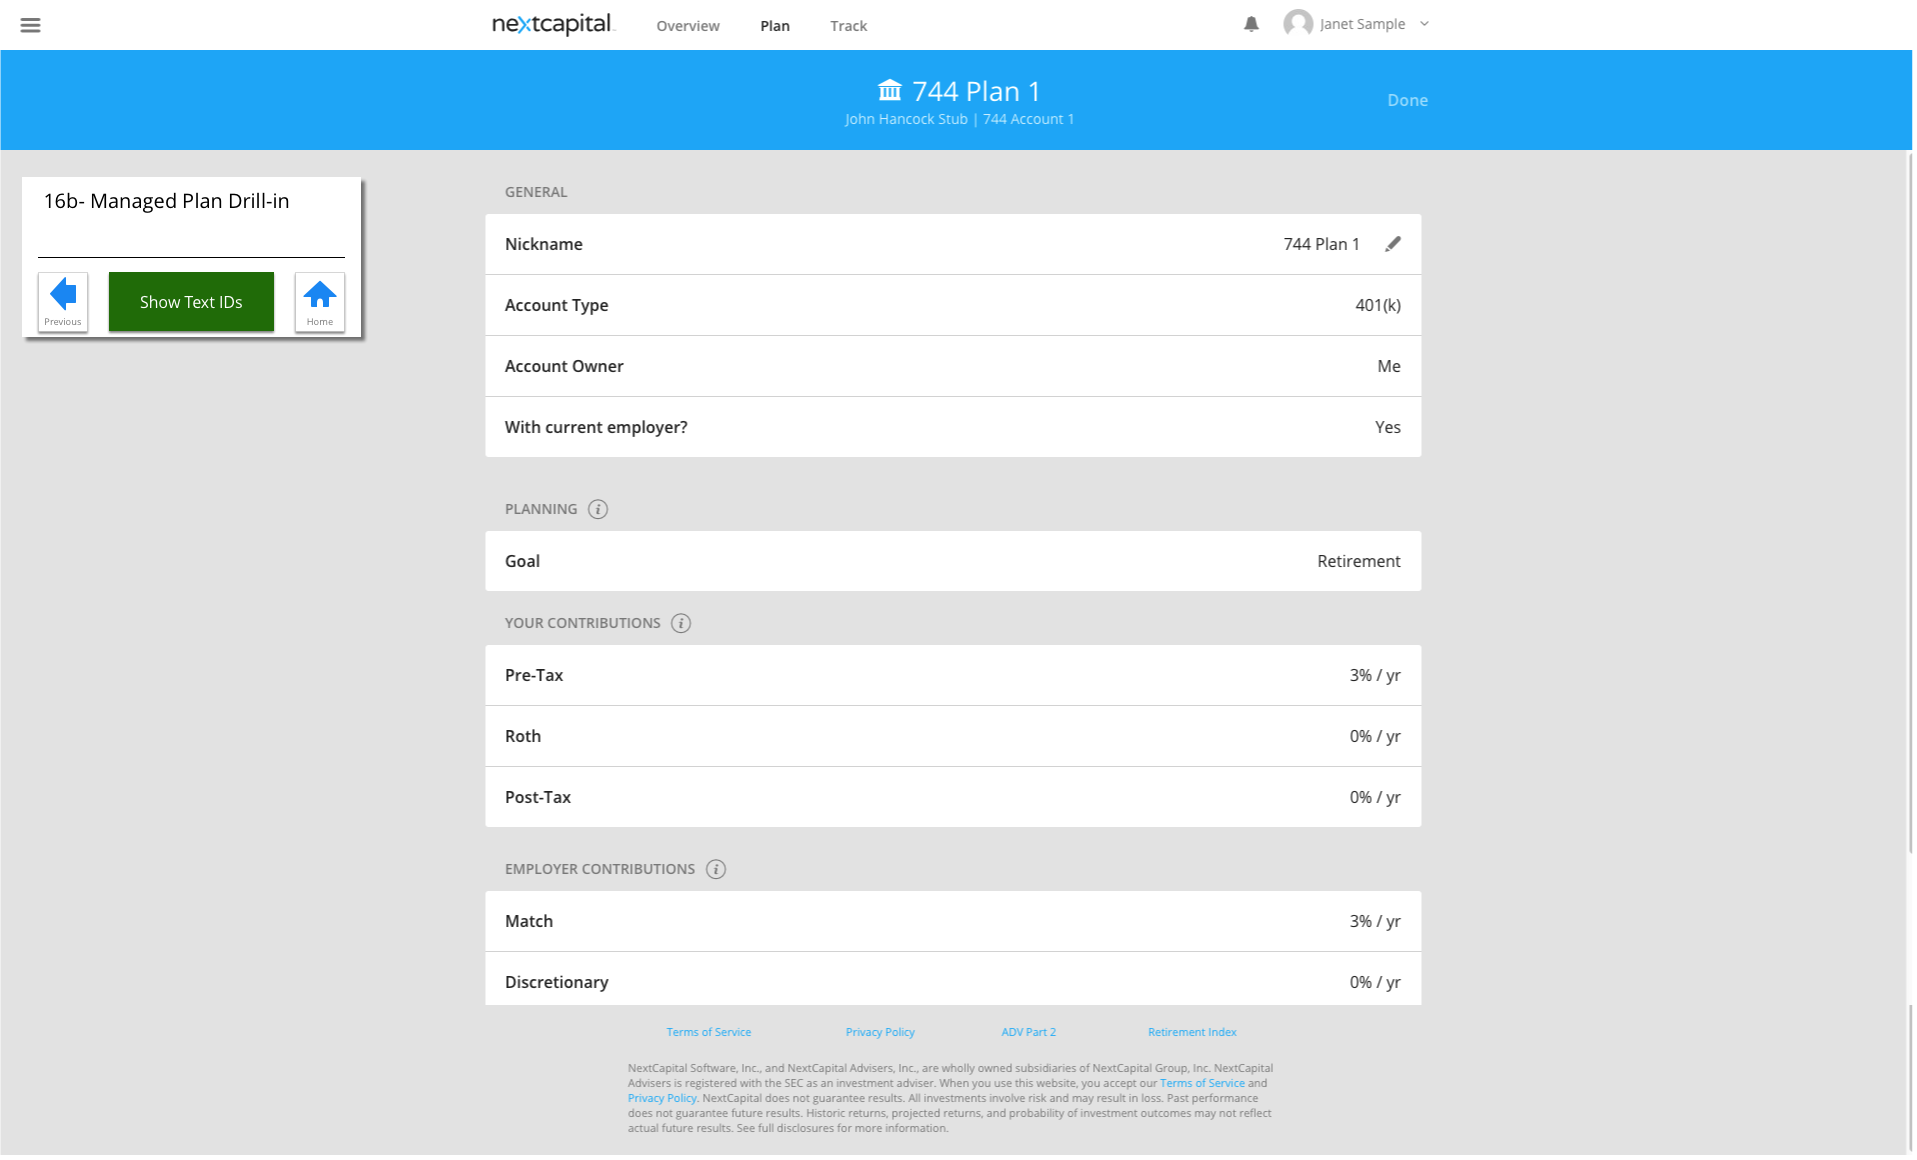 nextcapital
Overview
Plan
Track
Janet Sample
744 Plan 1
John Hancock Stub | 744 Account 1
Done
16b- Managed Plan Drill-in
Previous
Show Text IDs
Home
GENERAL
Nickname
744 Plan 1
Account Type
401(k)
Account Owner
Me
With current employer?
Yes
PLANNING
Goal
Retirement
YOUR CONTRIBUTIONS
Pre-Tax
3% / yr
Roth
0% / yr
Post-Tax
0% / yr
EMPLOYER CONTRIBUTIONS
Match
3% / yr
Discretionary
0% / yr
Terms of Service
Privacy Policy
ADV Part 2
Retirement Index
NextCapital Software, Inc., and NextCapital Advisers, Inc., are wholly owned subsidiaries of NextCapital Group, Inc. NextCapital
Advisers is registered with the SEC as an investment adviser. When you use this website, you accept our Terms of Service and
Privacy Policy. NextCapital does not guarantee results. All investments involve risk and may result in loss. Past performance
does not guarantee future results. Historic returns, projected returns, and probability of investment outcomes may not reflect
actual future results. See full disclosures for more information.